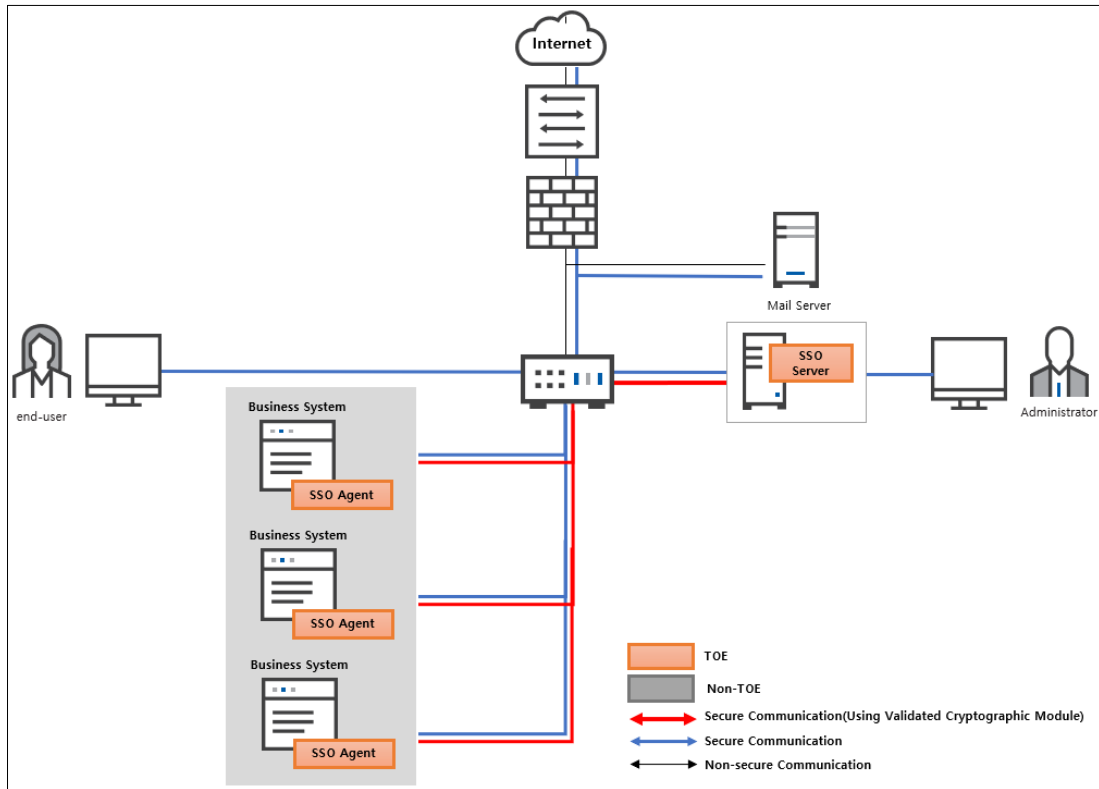 Internet
Mail Server
SSO
Server
end-user
Administrator
Business System
SSO Agent
Business System
SSO Agent
Business System
SSO Agent
TOE
Non-TOE
Secure Communication(Using Validated Cryptographic Module)
Secure Communication
Non-secure Communication